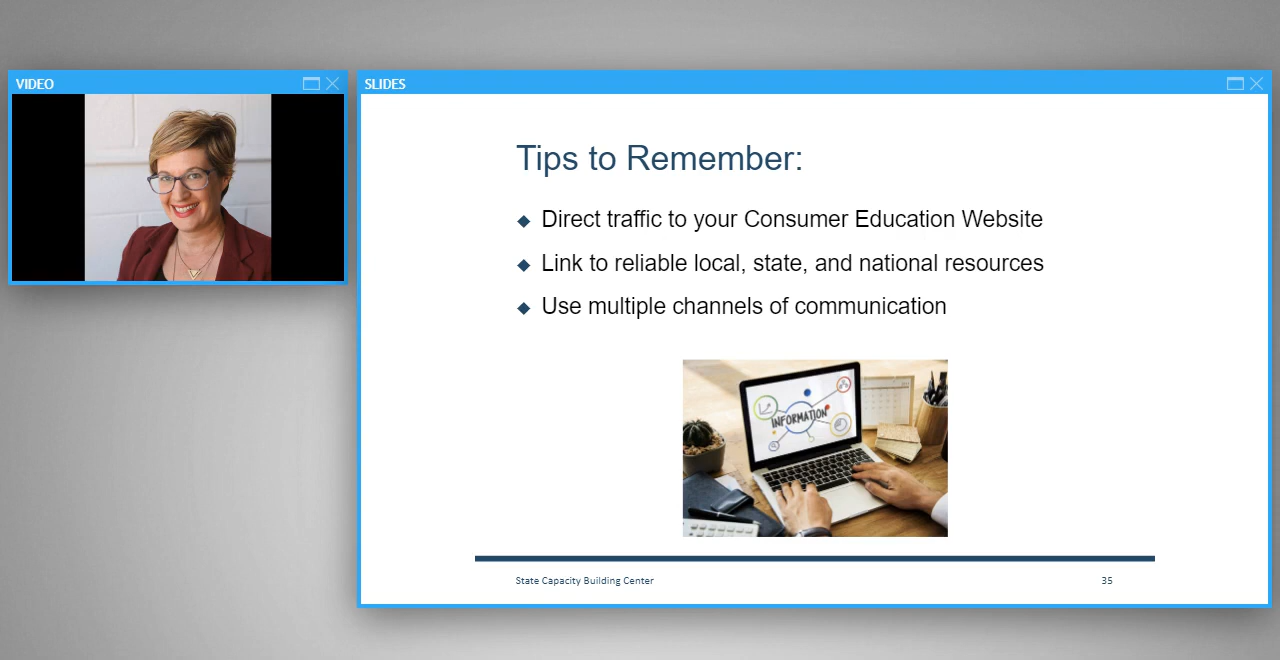 VIDEO
SLIDES
Tips to Remember:
Direct traffic to your Consumer Education Website
Link to reliable local, state, and national resources
Use multiple channels of communication
INFORMATION
State Capacity Building Center
35